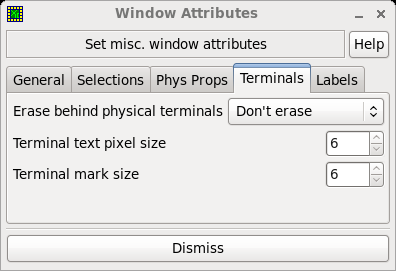 Window Attributes
Set misc. window attributes
Help
General
Selections
Phys Props
Terminals
Labels
Erase behind physical terminals
Don't erase
Terminal text pixel size
6
Terminal mark size
6
Dismiss